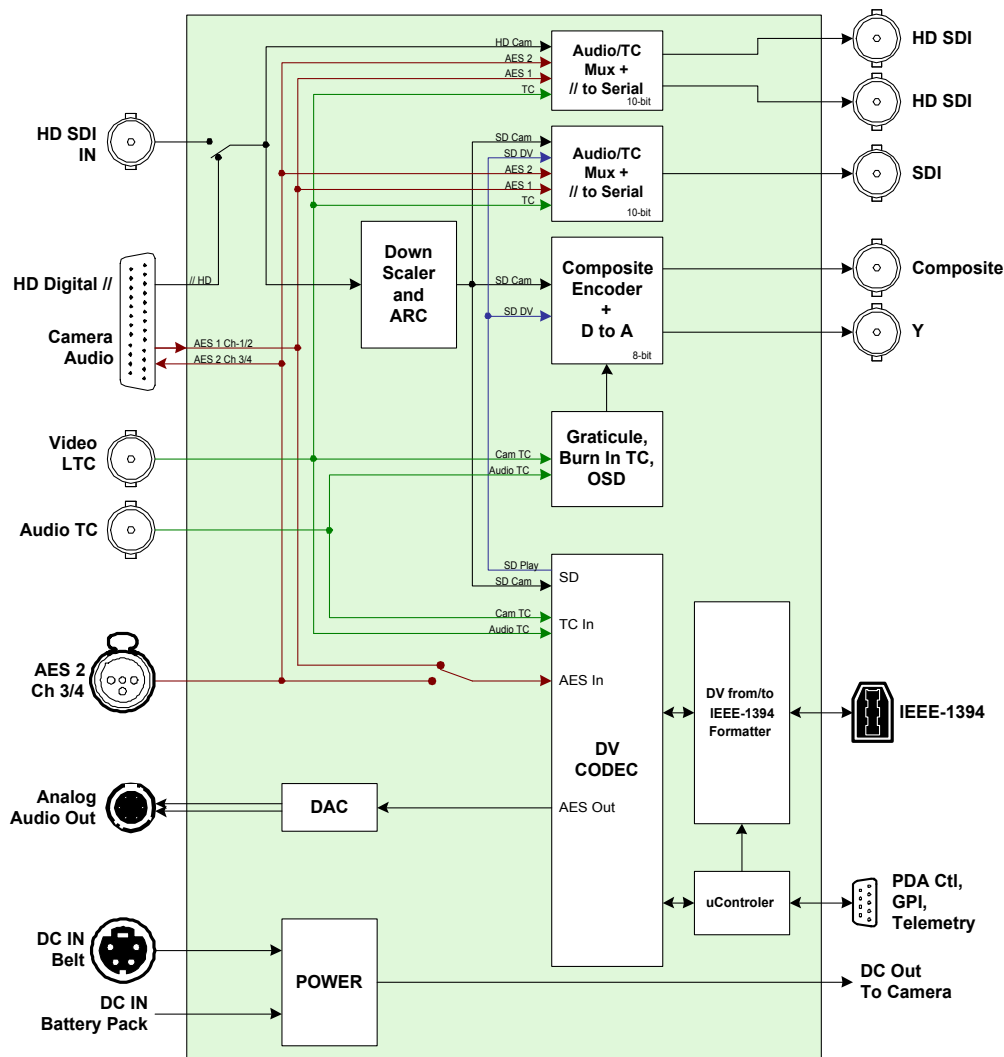 HD SDI
IN
HD Digital //
Camera
Audio
Video
LTC
Audio TC
AES 2
Ch 3/4
Analog
Audio Out
DC IN
Belt
DC IN
Battery Pack
// HD
AES 1 Ch-1/2
AES 2 Ch 3/4
HD Cam
AES 2
AES 1
TC
Audio/TC
Mux +
// to Serial
10-bit
SD Cam
SD DV
AES 2
AES 1
TC
Audio/TC
Mux +
// to Serial
10-bit
Down
Scaler
and
ARC
SD Cam
SD DV
Composite
Encoder
+
D to A
8-bit
Cam TC
Audio TC
Graticule,
Burn In TC,
OSD
SD Play
SD Cam
Cam TC
Audio TC
SD
TC In
AES In
DV
CODEC
AES Out
DAC
POWER
DV from/to
IEEE-1394
Formatter
uControler
HD SDI
HD SDI
SDI
Composite
Y
IEEE-1394
PDA Ctl,
GPI,
Telemetry
DC Out
To Camera